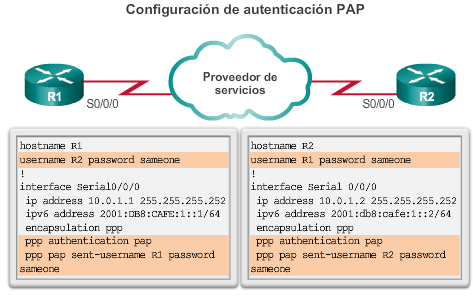 Configuración de autenticación PAP
R1
S0/0/0
Proveedor de
servicios
S0/0/0
R2
hostname R1
username R2 password sameone
!
interface Serial0/0/0
ip address 10.0.1.1 255.255.255.252
ipv6 address 2001:DB8:CAFE:1::1/64
encapsulation ppp
ppp authentication pap
ppp pap sent-username R1 password
sameone
hostname R2
username R1 password sameone
!
interface Serial 0/0/0
ip address 10.0.1.2 255.255.255.252
ipv6 address 2001:db8:cafe:1::2/64
encapsulation ppp
ppp authentication pap
ppp pap sent-username R2 password
sameone